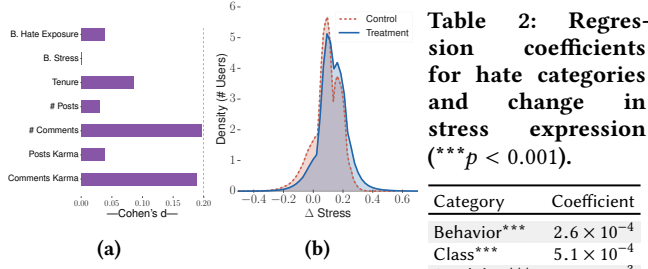 B. Hate Exposure
B. Stress
Tenure
# Posts
# Comments
Posts Karma
Comments Karma
0.00 0.05 0.10 0.15 0.20
—Cohen's d—
(a)
Density (# Users)
6
5
4
3
2
1
0
Control
Treatment
−0.4 −0.2 0.0 0.2 0.4 0.6
Δ Stress
(b)
Table 2: Regres-
sion coefficients
for hate categories
and change in
stress expression
(***p < 0.001).
Category Coefficient
Behavior*** 2.6 × 10⁻⁴
Class*** 5.1 × 10⁻⁴